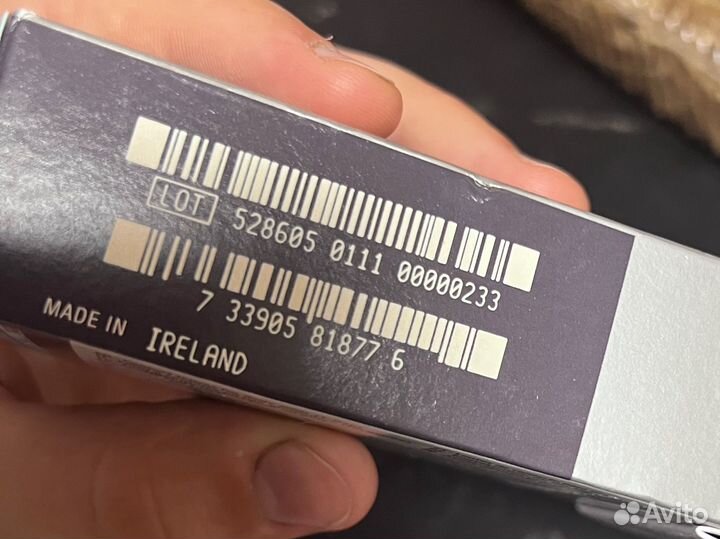 LOT 528605 0111 00000233
7 33905 81877 6
MADE IN IRELAND
Avito